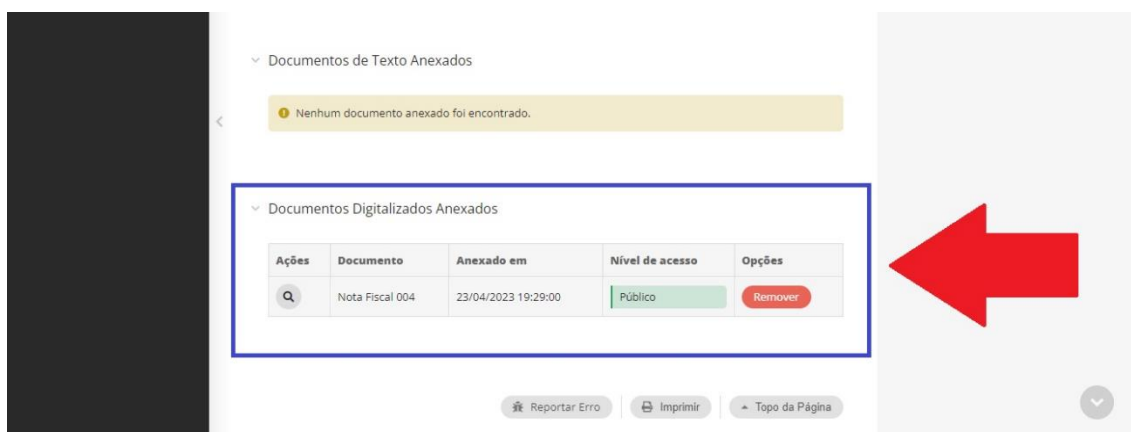 Documentos de Texto Anexados
Nenhum documento anexado foi encontrado.
Documentos Digitalizados Anexados
Ações Documento Anexado em Nível de acesso Opções
Nota Fiscal 004 23/04/2023 19:29:00 Público Remover
Reportar Erro Imprimir Topo da Página